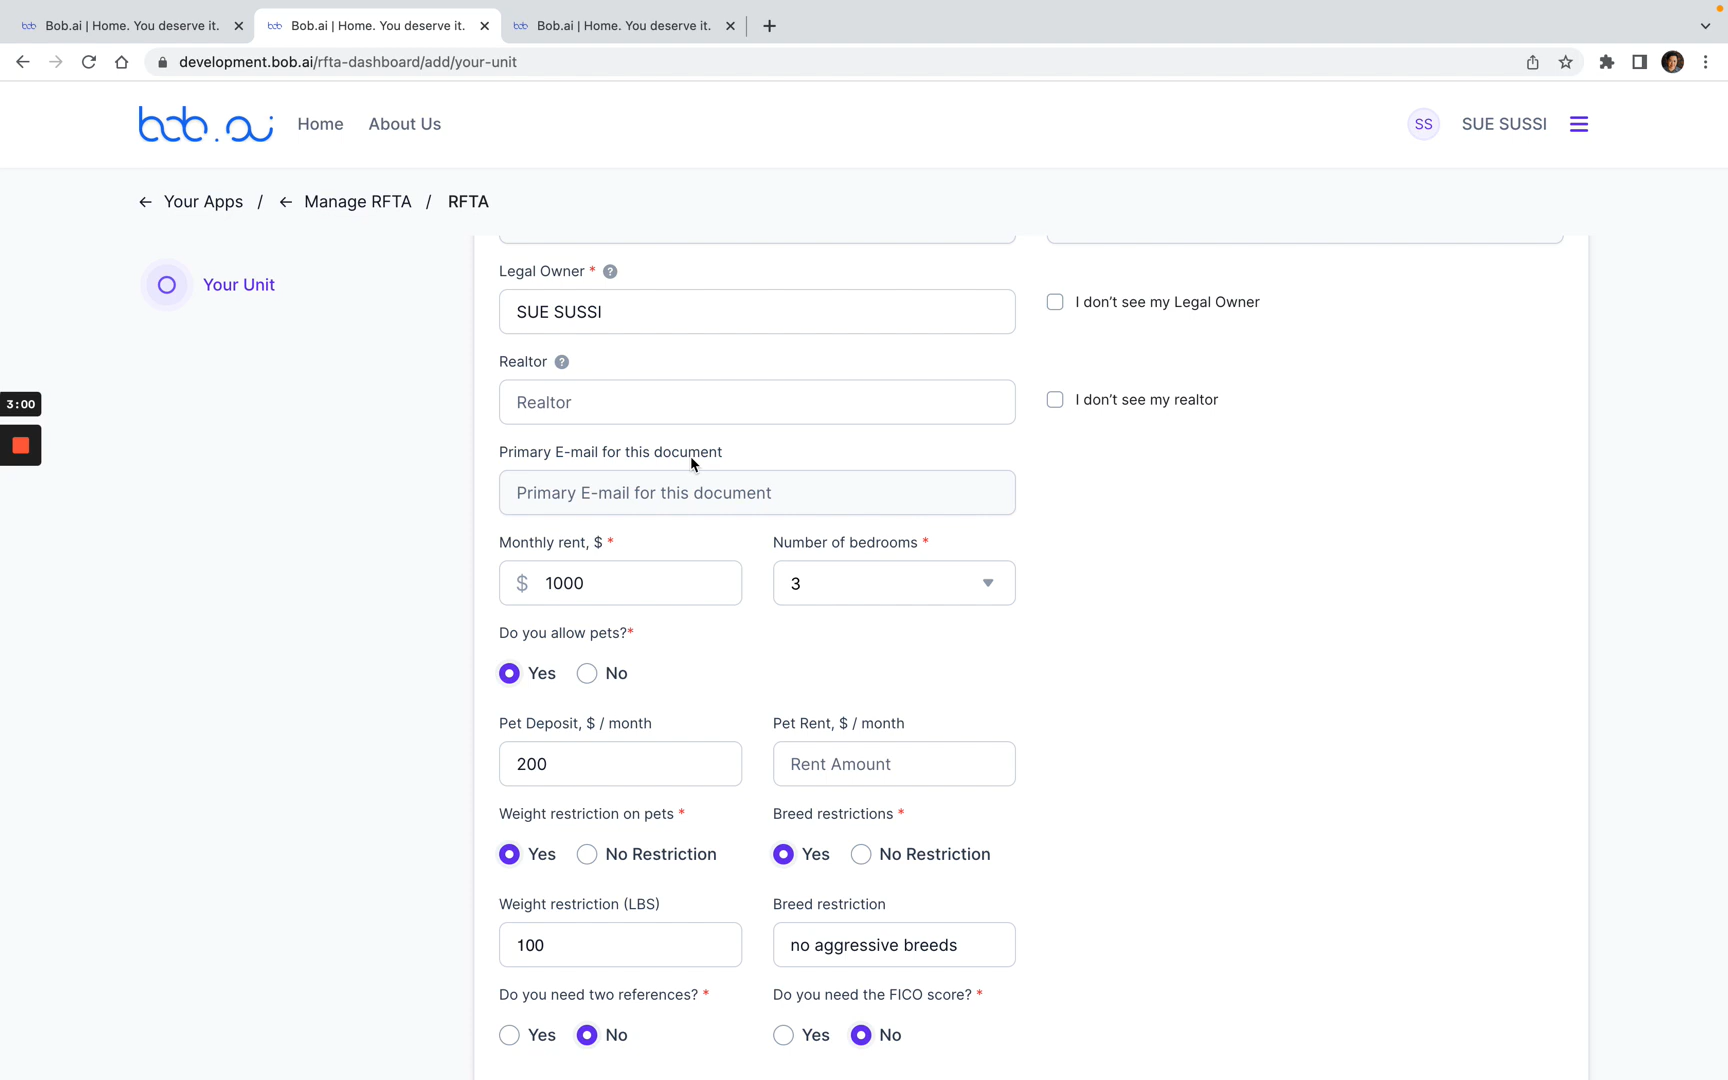 Bob.ai | Home. You deserve it. Bob.ai | Home. You deserve it. Bob.ai | Home. You deserve it.
development.bob.ai/rfta-dashboard/add/your-unit
bob.ai Home About Us SS SUE SUSSI
Your Apps / Manage RFTA / RFTA
Your Unit
Legal Owner * ?
SUE SUSSI
I don't see my Legal Owner
Realtor ?
Realtor
I don't see my realtor
3:00
Primary E-mail for this document
Primary E-mail for this document
Monthly rent, $ * Number of bedrooms *
$ 1000 3
Do you allow pets?*
Yes No
Pet Deposit, $ / month Pet Rent, $ / month
200 Rent Amount
Weight restriction on pets * Breed restrictions *
Yes No Restriction Yes No Restriction
Weight restriction (LBS) Breed restriction
100 no aggressive breeds
Do you need two references? * Do you need the FICO score? *
Yes No Yes No